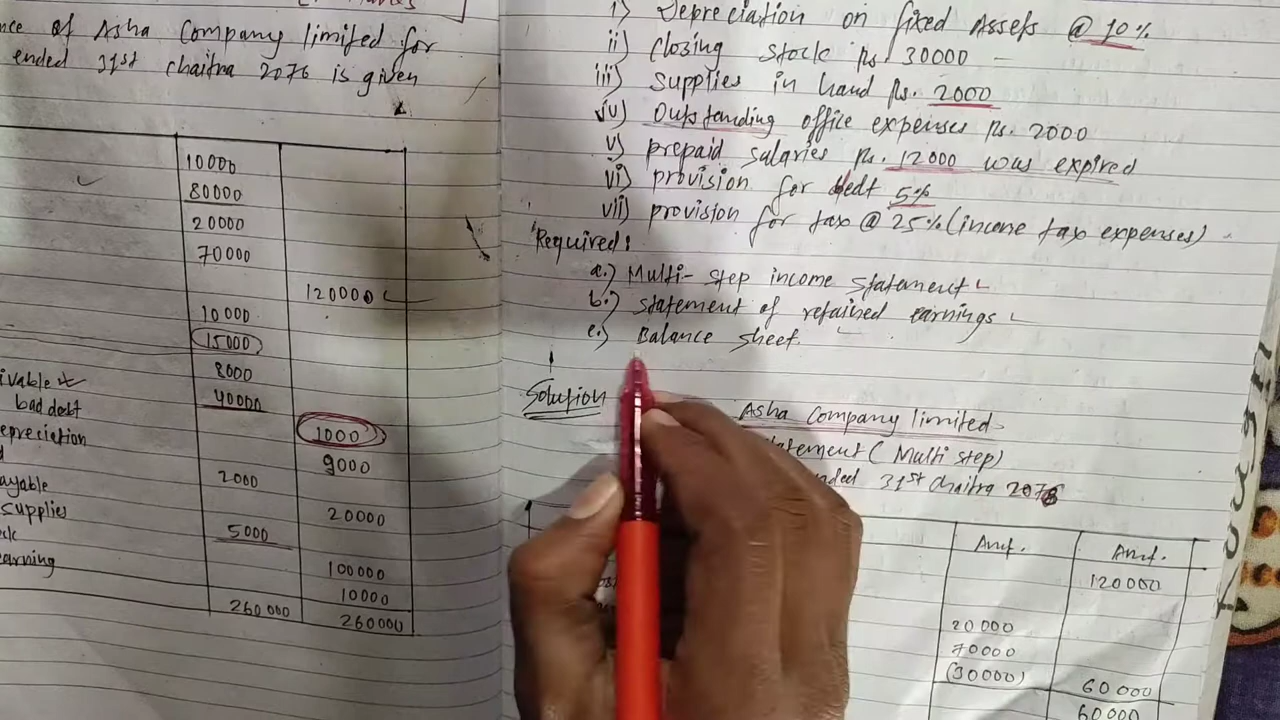 nce of Asha Company limited for
ended 31st chaitra 2076 is given
10000
80000
20000
70000
120000
10000
15000
ivable 8000
bad debt 40000
epreciation 1000
9000
ayable 2000
supplies 20000
ck 5000
earning 100000
10000
260000 260000
i) Depreciation on fixed Assets @ 10%
ii) closing stock Rs. 30000
iii) supplies in hand Rs. 2000
iv) Outstanding office expenses Rs. 2000
v) prepaid salaries Rs. 12000 was expired
vi) provision for debt 5%
vii) provision for tax @ 25% (income tax expenses)
Required:
a.) Multi-step income statement
b.) statement of retained earnings
c.) Balance sheet.
Solution
Asha Company limited.
tatement (Multi step)
nded 31st chaitra 2076
Amt. Amt.
120000
20000
70000
(30000) 60000
60000